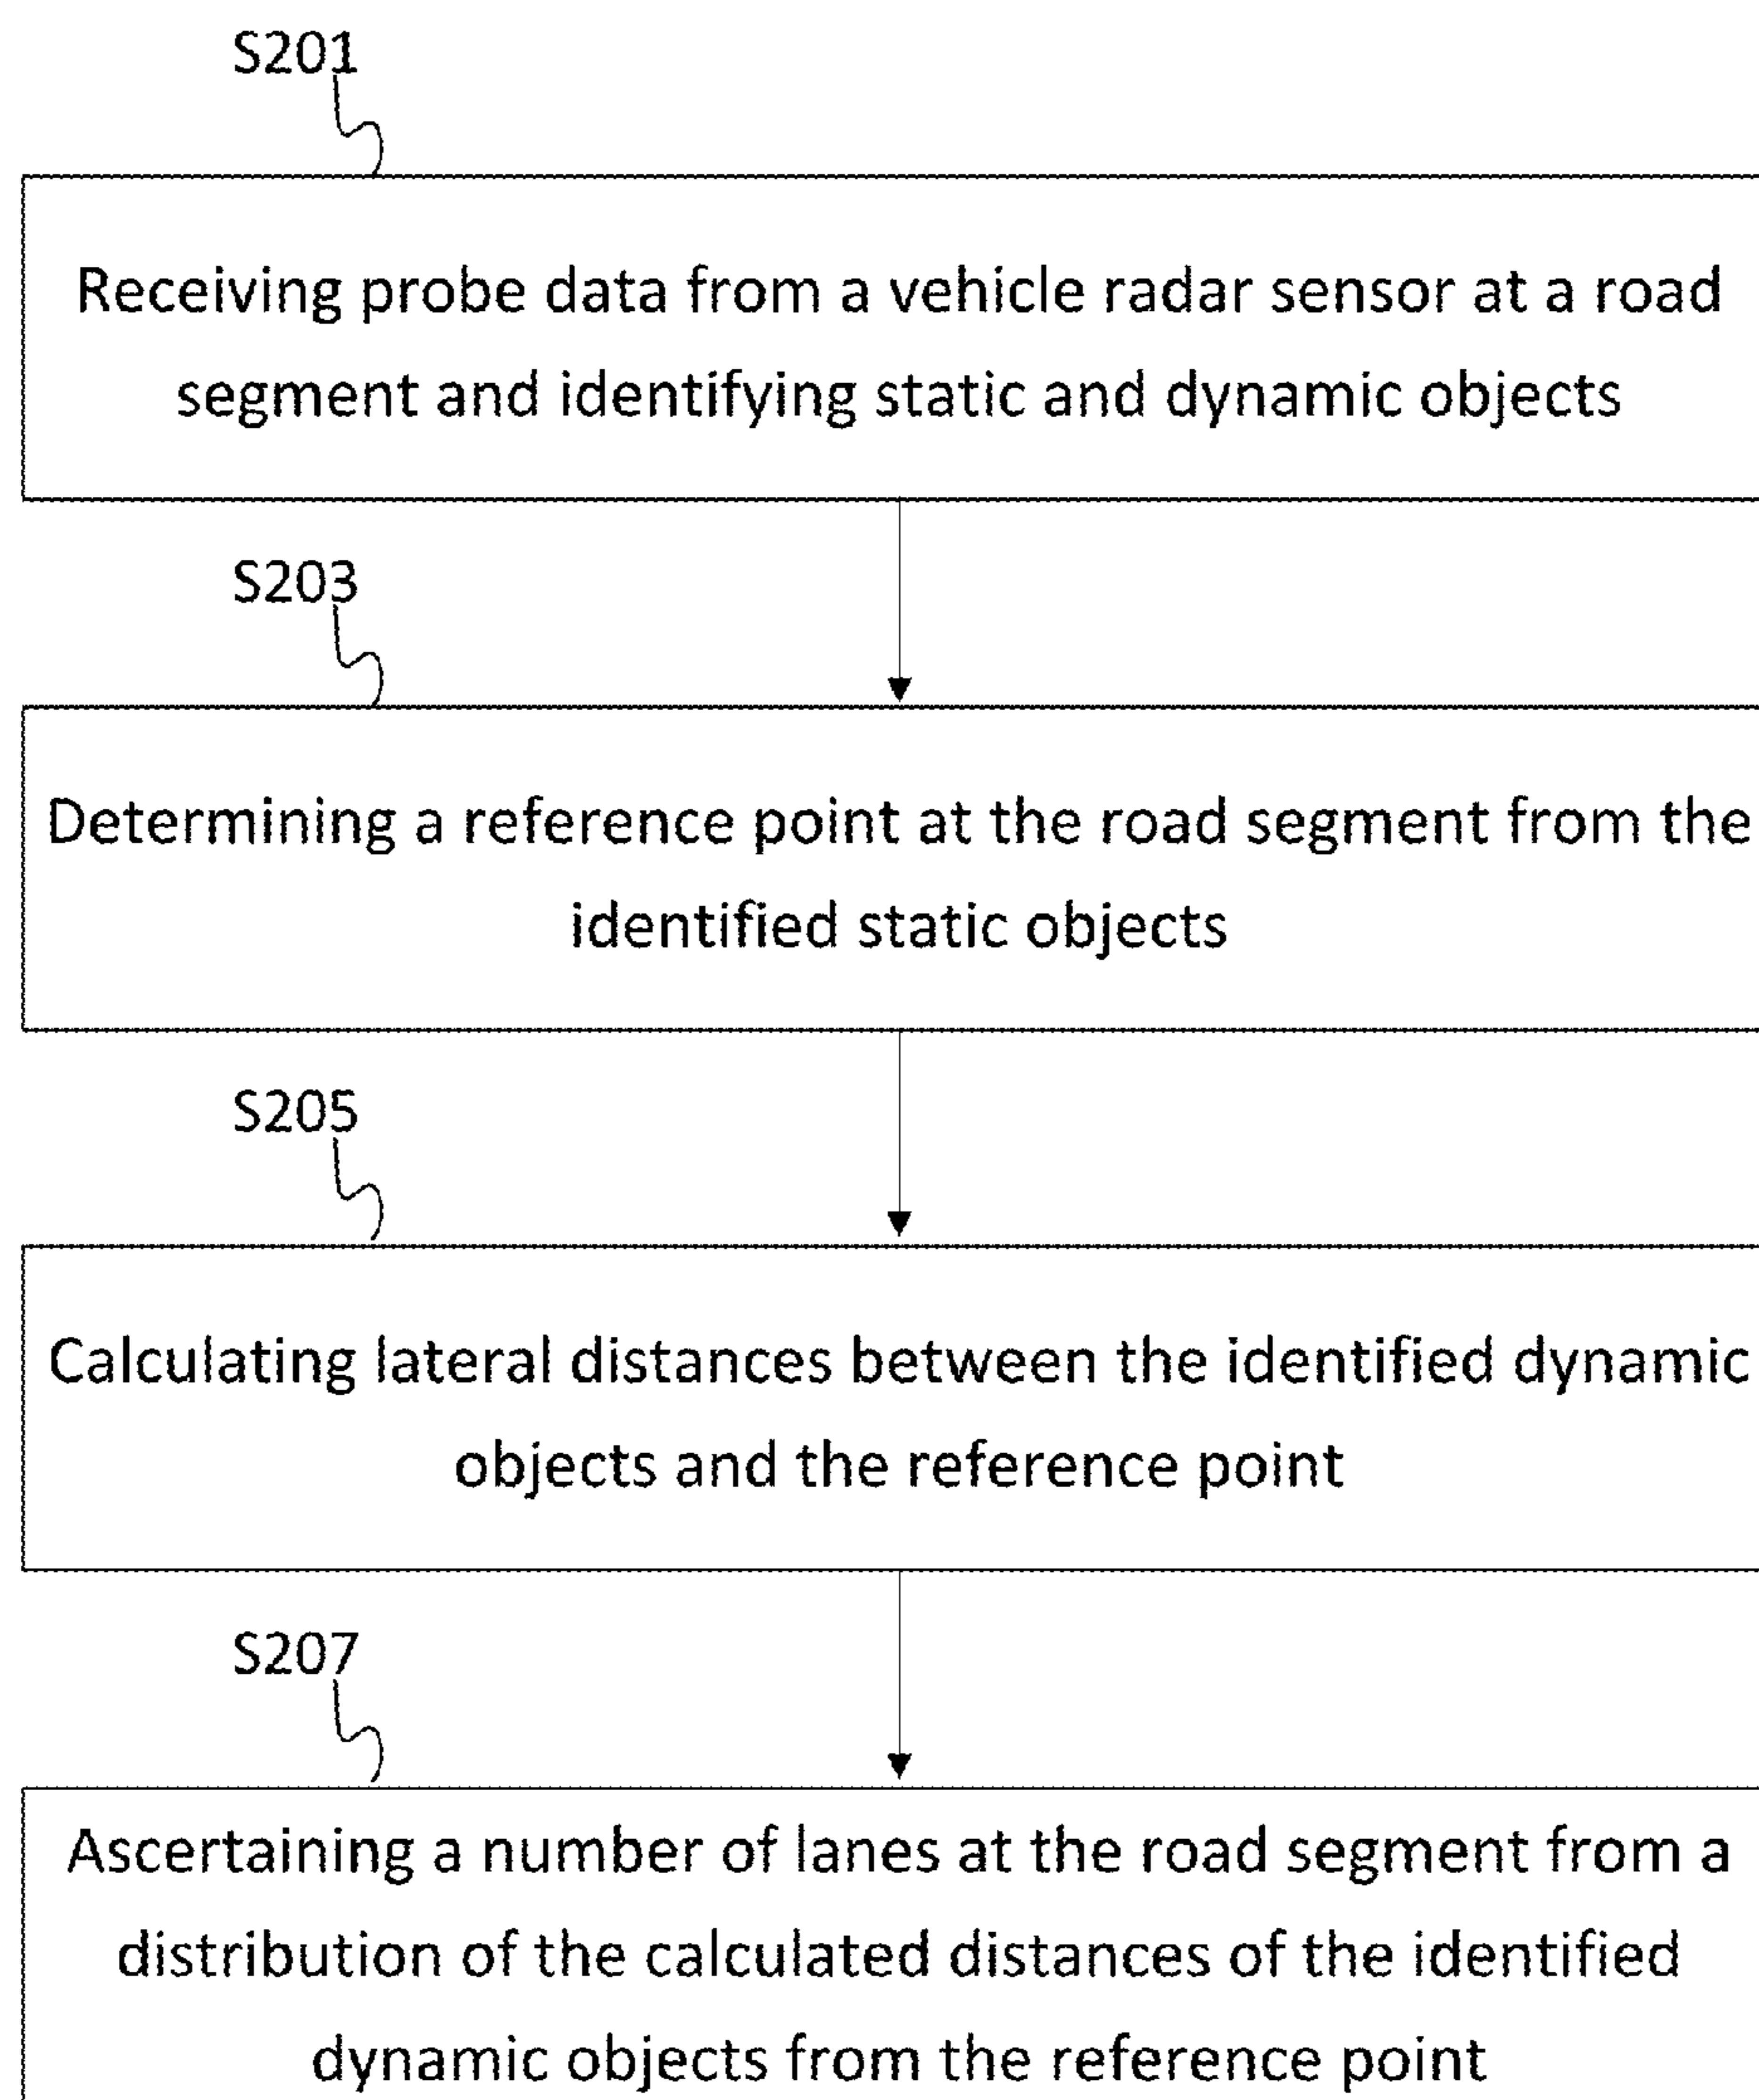 S201
Receiving probe data from a vehicle radar sensor at a road
segment and identifying static and dynamic objects
S203
Determining a reference point at the road segment from the
identified static objects
S205
Calculating lateral distances between the identified dynamic
objects and the reference point
S207
Ascertaining a number of lanes at the road segment from a
distribution of the calculated distances of the identified
dynamic objects from the reference point